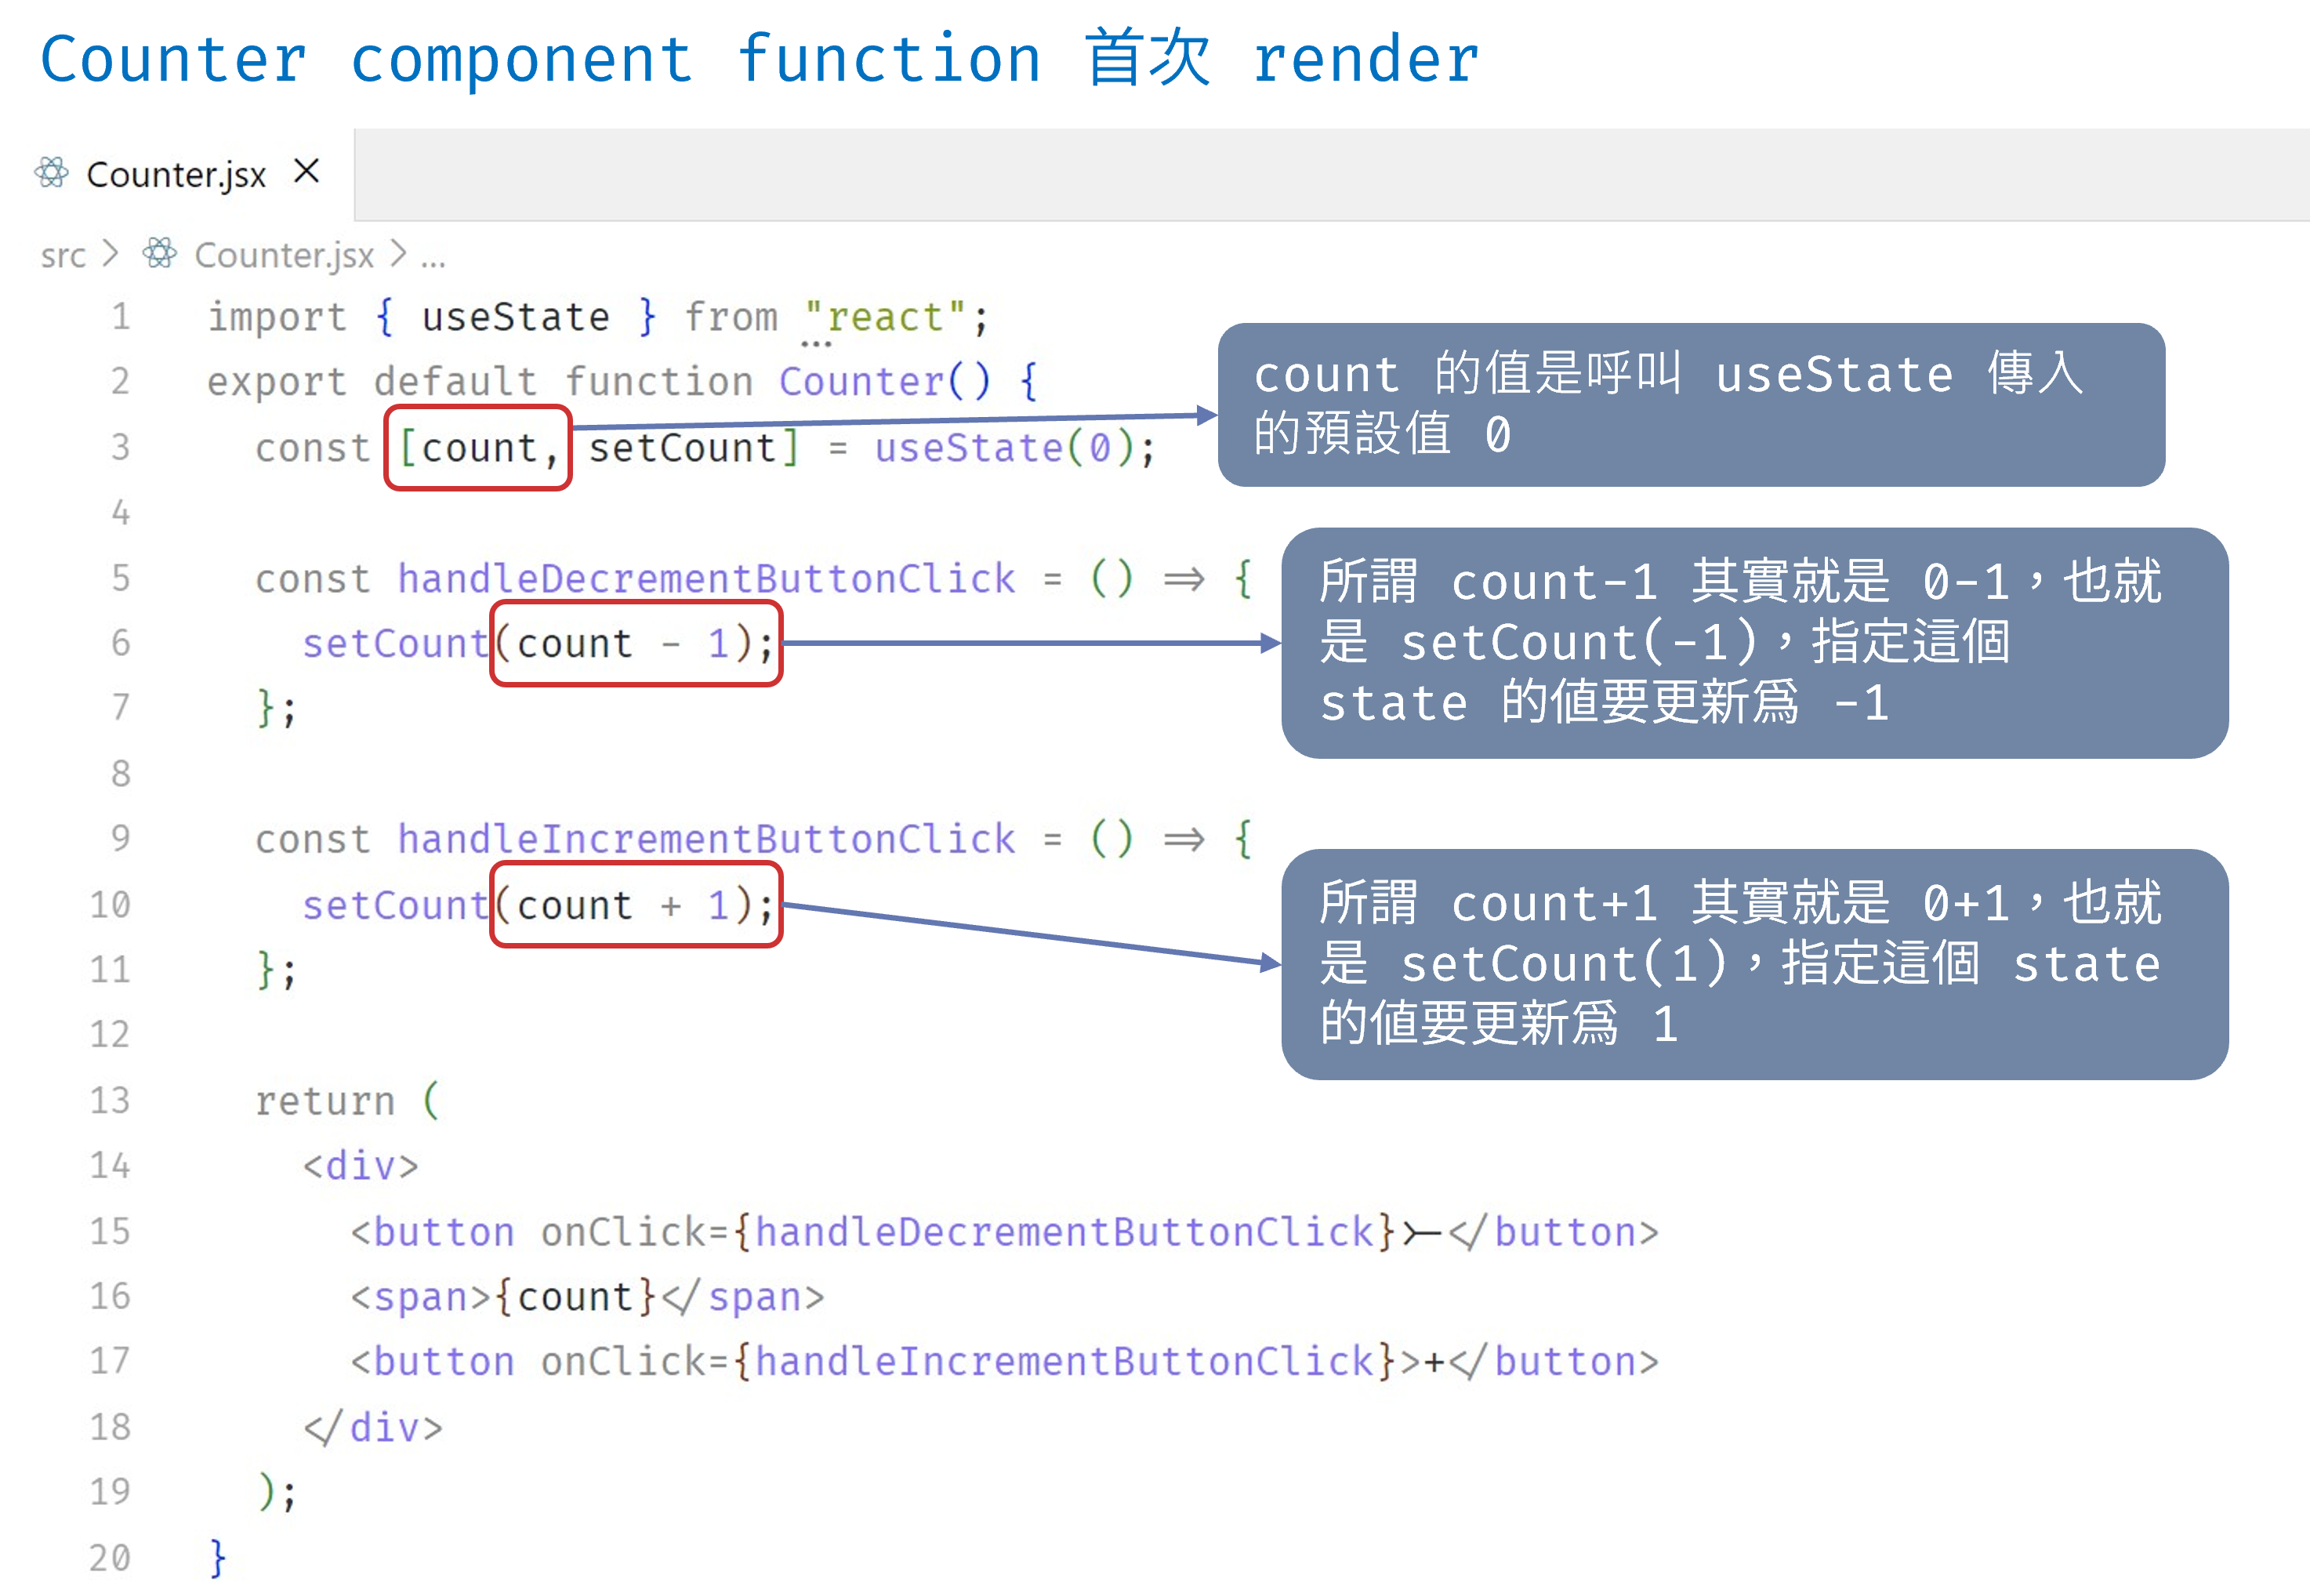 Counter component function 首次 render
Counter.jsx ×
src > Counter.jsx > ...
1 import { useState } from "react";
2 export default function Counter() {
3 const [count, setCount] = useState(0);
count 的值是呼叫 useState 傳入
的預設值 0
4
5 const handleDecrementButtonClick = () => {
6 setCount(count - 1);
7 };
所謂 count-1 其實就是 0-1，也就
是 setCount(-1)，指定這個
state 的值要更新為 -1
8
9 const handleIncrementButtonClick = () => {
10 setCount(count + 1);
11 };
所謂 count+1 其實就是 0+1，也就
是 setCount(1)，指定這個 state
的值要更新為 1
12
13 return (
14 <div>
15 <button onClick={handleDecrementButtonClick}>-</button>
16 <span>{count}</span>
17 <button onClick={handleIncrementButtonClick}>+</button>
18 </div>
19 );
20 }